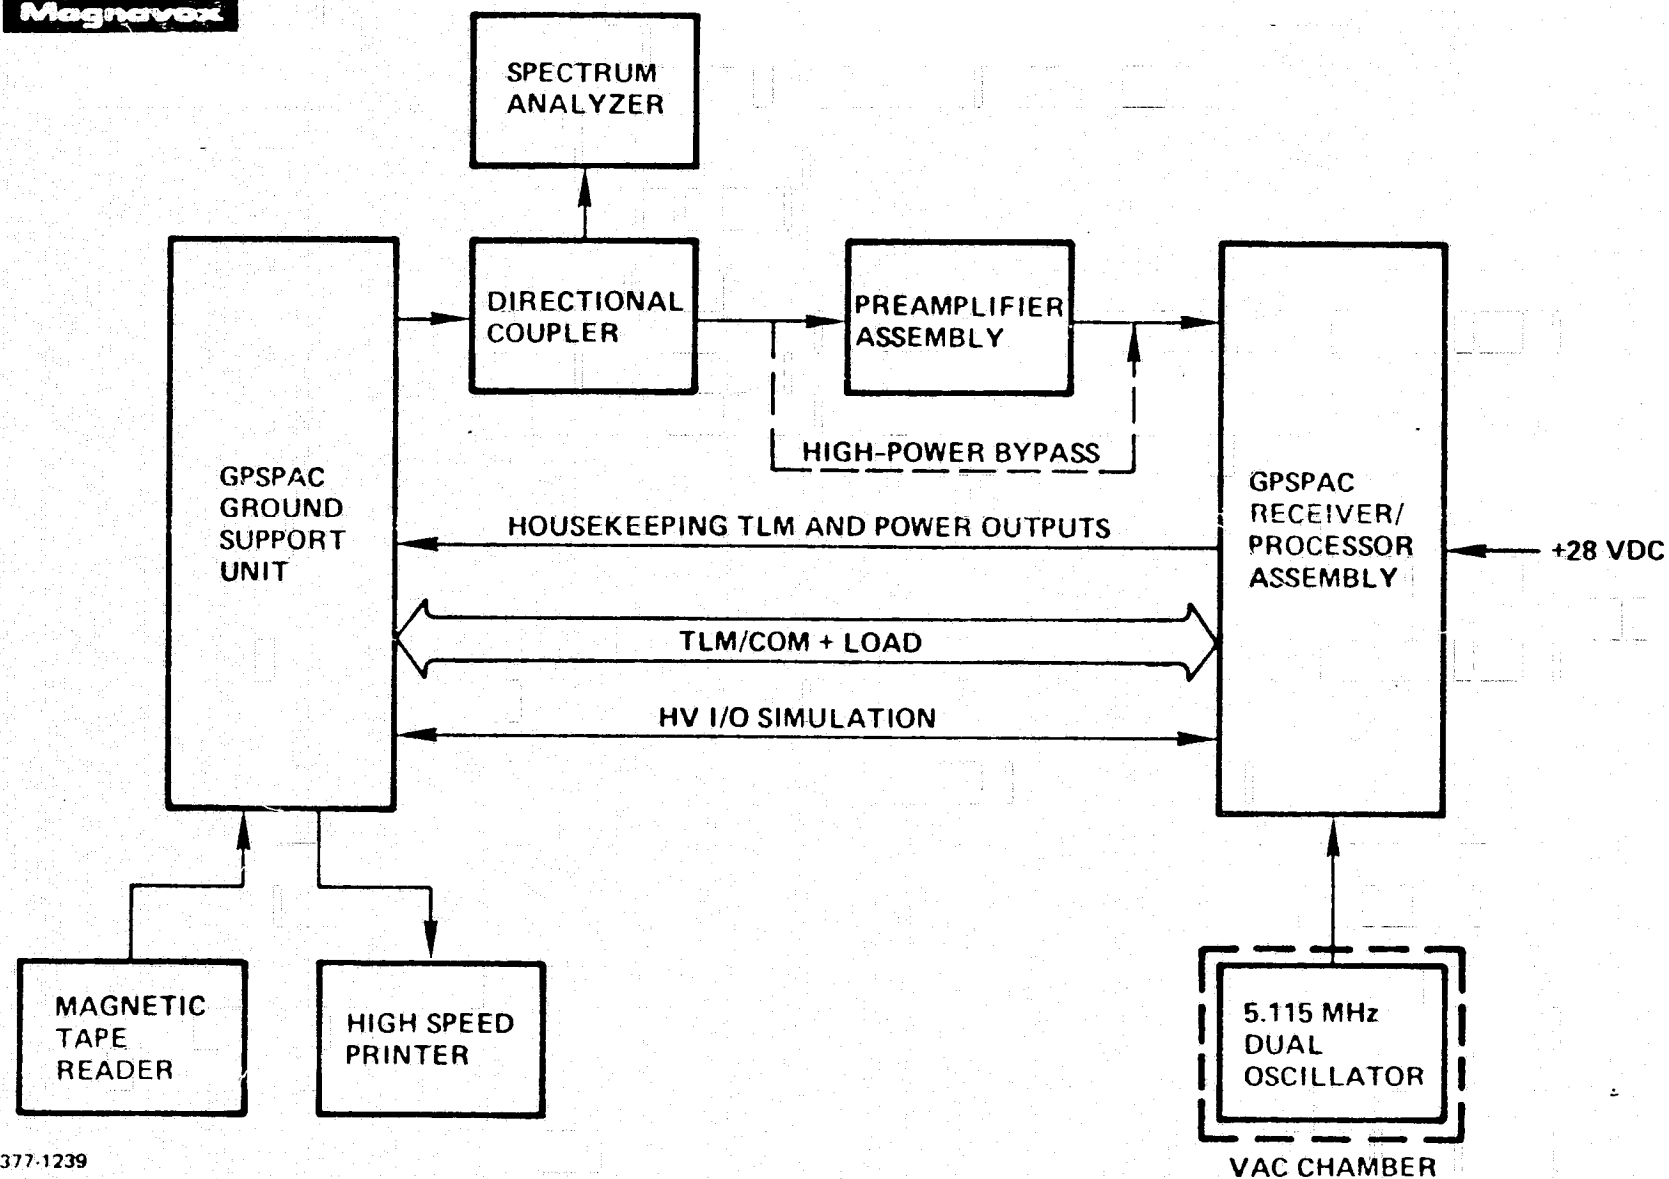 Magnavox
SPECTRUM
ANALYZER
DIRECTIONAL
COUPLER
PREAMPLIFIER
ASSEMBLY
HIGH-POWER BYPASS
GPSPAC
GROUND
SUPPORT
UNIT
HOUSEKEEPING TLM AND POWER OUTPUTS
TLM/COM + LOAD
HV I/O SIMULATION
GPSPAC
RECEIVER/
PROCESSOR
ASSEMBLY
+28 VDC
MAGNETIC
TAPE
READER
HIGH SPEED
PRINTER
5.115 MHz
DUAL
OSCILLATOR
VAC CHAMBER
377-1239